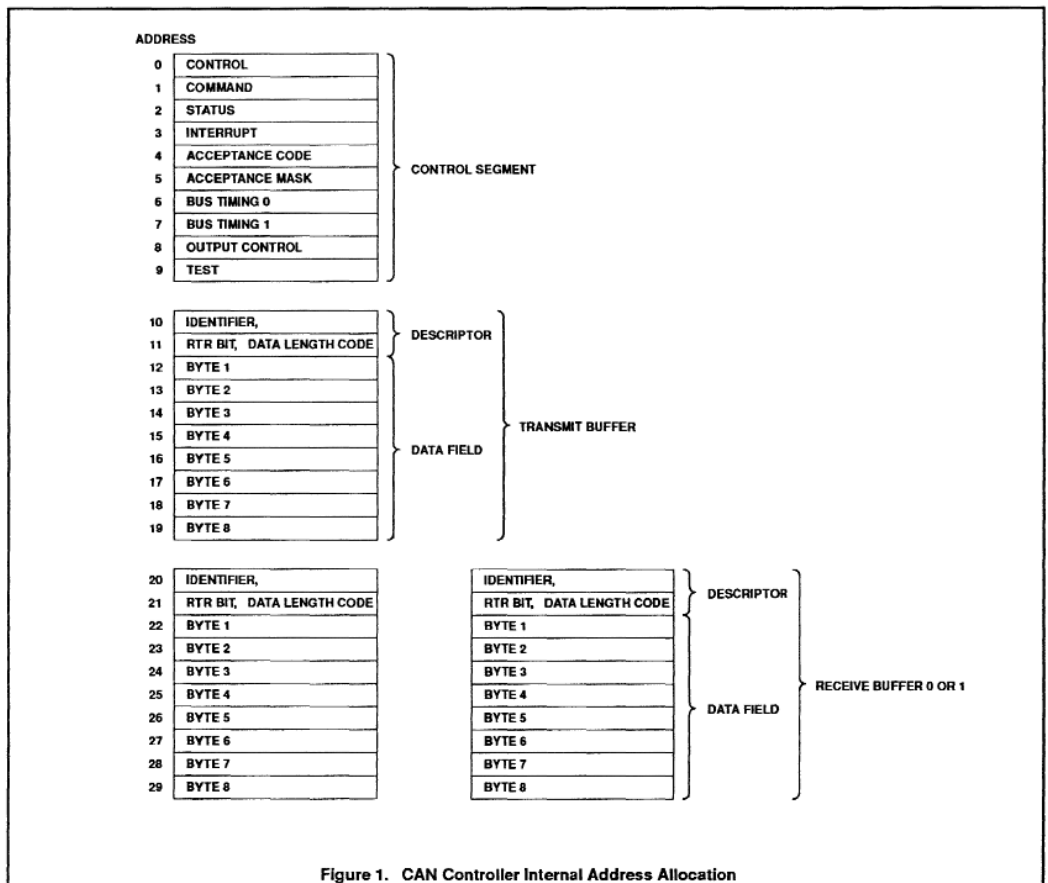 ADDRESS
0 CONTROL
1 COMMAND
2 STATUS
3 INTERRUPT
4 ACCEPTANCE CODE
5 ACCEPTANCE MASK
6 BUS TIMING 0
7 BUS TIMING 1
8 OUTPUT CONTROL
9 TEST
CONTROL SEGMENT
10 IDENTIFIER,
11 RTR BIT, DATA LENGTH CODE
DESCRIPTOR
12 BYTE 1
13 BYTE 2
14 BYTE 3
15 BYTE 4
16 BYTE 5
17 BYTE 6
18 BYTE 7
19 BYTE 8
DATA FIELD
TRANSMIT BUFFER
20 IDENTIFIER,
21 RTR BIT, DATA LENGTH CODE
22 BYTE 1
23 BYTE 2
24 BYTE 3
25 BYTE 4
26 BYTE 5
27 BYTE 6
28 BYTE 7
29 BYTE 8
IDENTIFIER,
RTR BIT, DATA LENGTH CODE
DESCRIPTOR
BYTE 1
BYTE 2
BYTE 3
BYTE 4
BYTE 5
BYTE 6
BYTE 7
BYTE 8
DATA FIELD
RECEIVE BUFFER 0 OR 1
Figure 1. CAN Controller Internal Address Allocation